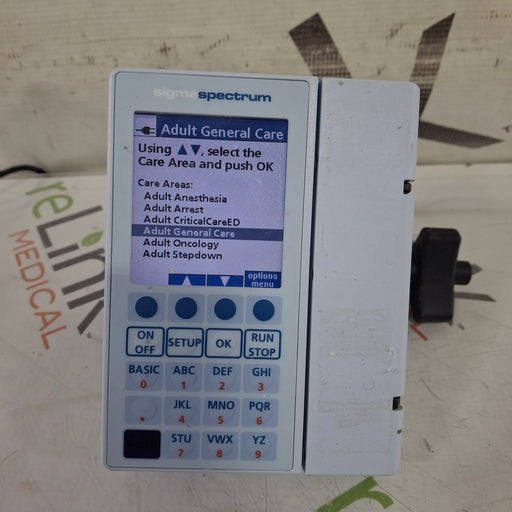 sigmaspectrum
Adult General Care
Using ▲▼, select the
Care Area and push OK
Care Areas:
Adult Anesthesia
Adult Arrest
Adult CriticalCareED
Adult General Care
Adult Oncology
Adult Stepdown
options
menu
ON
OFF
SETUP
OK
RUN
STOP
BASIC
0
ABC
1
DEF
2
GHI
3
.
JKL
4
MNO
5
PQR
6
STU
7
VWX
8
YZ
9
reLink
MEDICAL